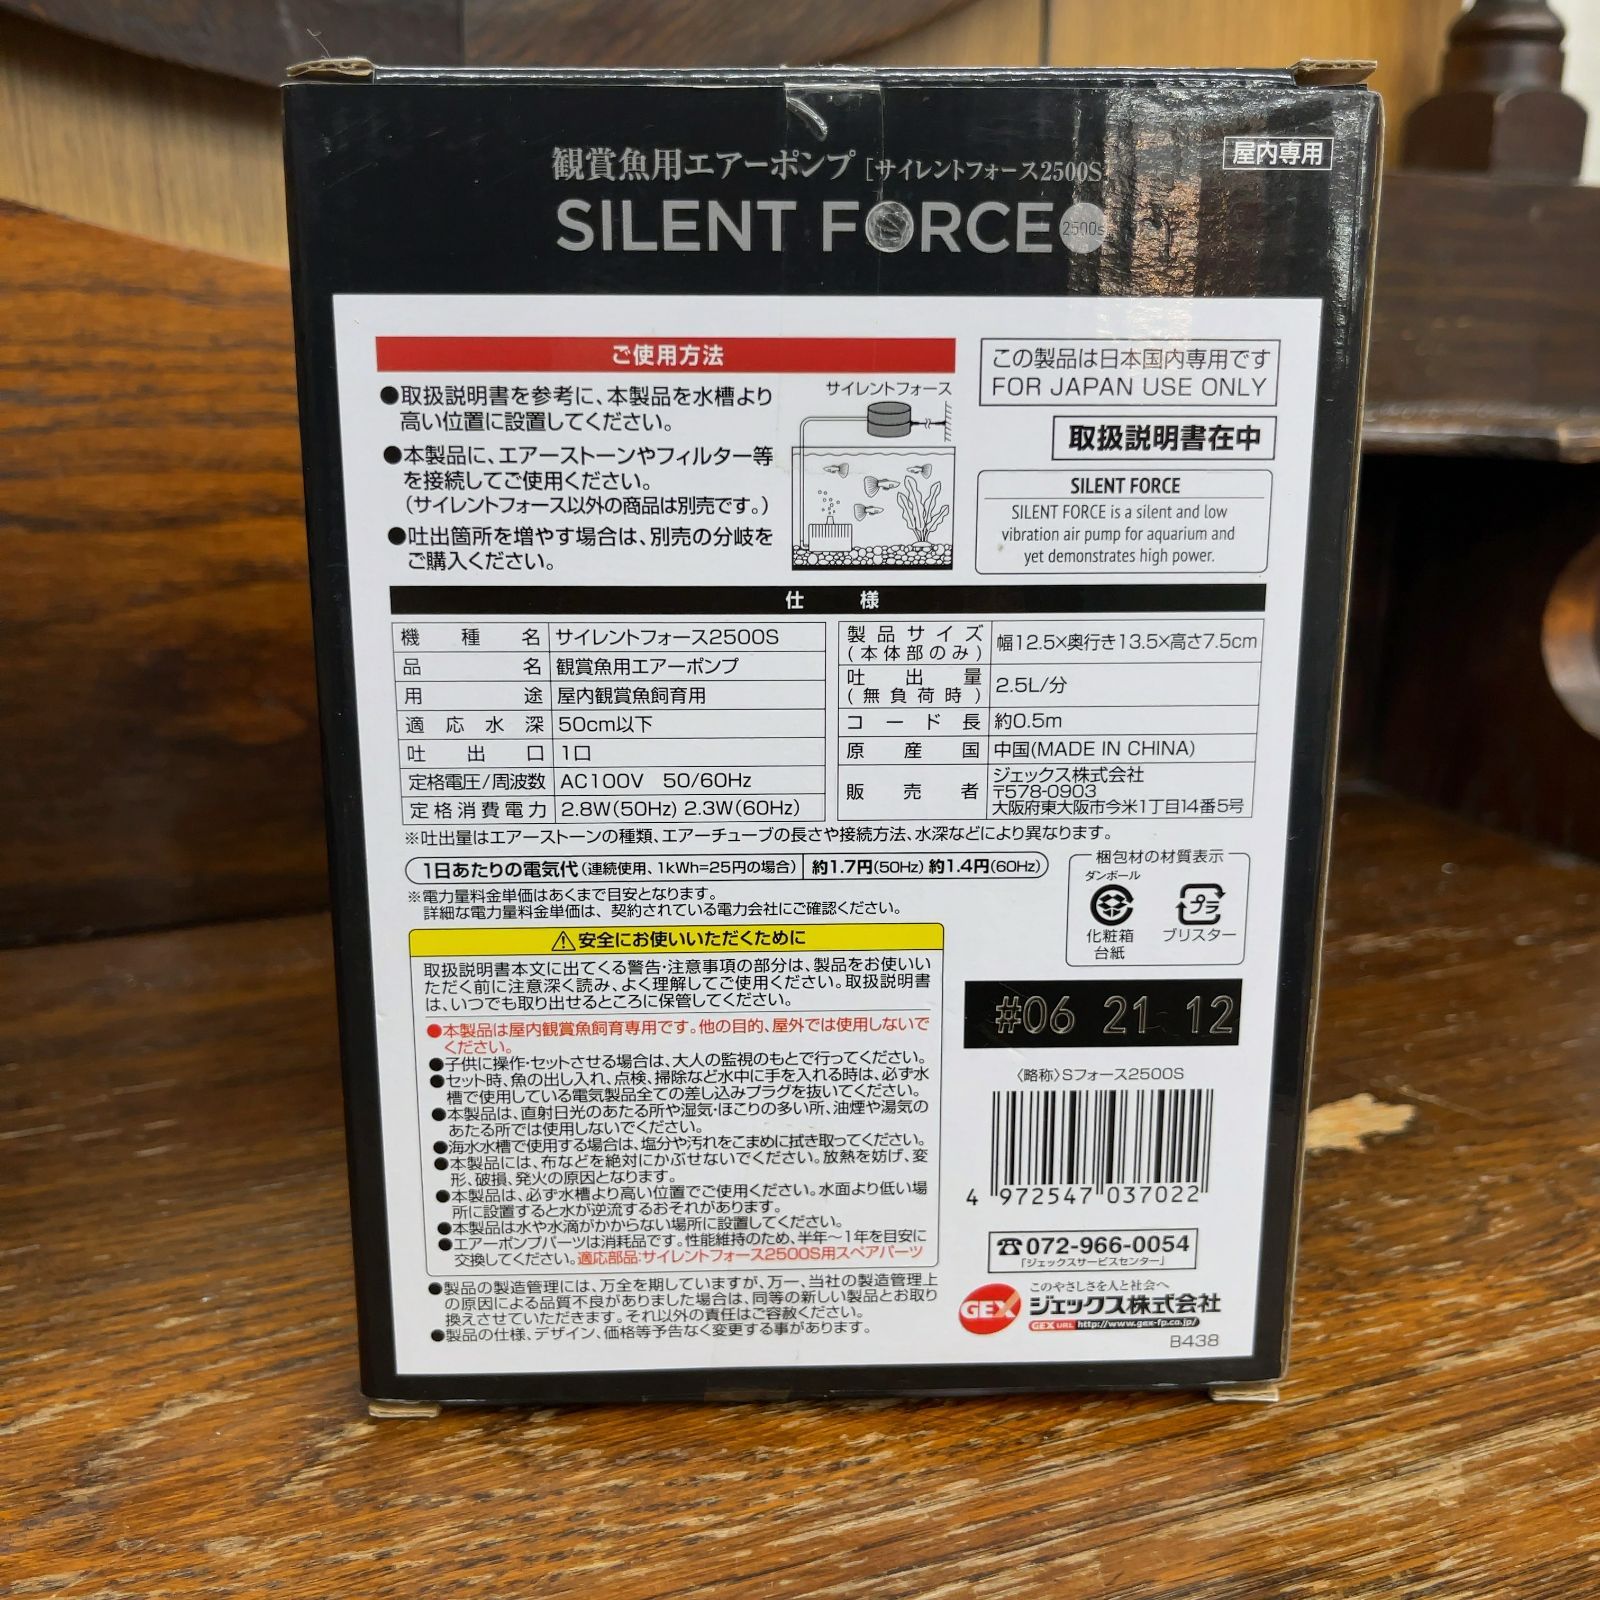 観賞魚用エアーポンプ [サイレントフォース2500S
屋内専用
SILENT FORCE 2500s
ご使用方法
●取扱説明書を参考に、本製品を水槽より
高い位置に設置してください。
●本製品に、エアーストーンやフィルター等
を接続してご使用ください。
(サイレントフォース以外の商品は別売です。)
●吐出箇所を増やす場合は、別売の分岐を
ご購入ください。
サイレントフォース
この製品は日本国内専用です
FOR JAPAN USE ONLY
取扱説明書在中
SILENT FORCE
SILENT FORCE is a silent and low
vibration air pump for aquarium and
yet demonstrates high power.
仕様
機種名 サイレントフォース2500S
品名 観賞魚用エアーポンプ
用途 屋内観賞魚飼育用
適応水深 50cm以下
吐出口 1口
定格電圧/周波数 AC100V 50/60Hz
定格消費電力 2.8W(50Hz) 2.3W(60Hz)
製品サイズ
(本体部のみ) 幅12.5×奥行き13.5×高さ7.5cm
吐出量
(無負荷時) 2.5L/分
コード長 約0.5m
原産国 中国(MADE IN CHINA)
販売者 ジェックス株式会社
〒578-0903
大阪府東大阪市今米1丁目14番5号
※吐出量はエアーストーンの種類、エアーチューブの長さや接続方法、水深などにより異なります。
1日あたりの電気代(連続使用、1kWh=25円の場合) 約1.7円(50Hz) 約1.4円(60Hz)
※電力量料金単価はあくまで目安となります。
詳細な電力量料金単価は、契約されている電力会社にご確認ください。
梱包材の材質表示
ダンボール
化粧箱
台紙
プラ
ブリスター
⚠安全にお使いいただくために
取扱説明書本文に出てくる警告・注意事項の部分は、製品をお使いい
ただく前に注意深く読み、よく理解してご使用ください。取扱説明書
は、いつでも取り出せるところに保管してください。
●本製品は屋内観賞魚飼育専用です。他の目的、屋外では使用しないで
ください。
●子供に操作・セットさせる場合は、大人の監視のもとで行ってください。
●セット時、魚の出し入れ、点検、掃除など水中に手を入れる時は、必ず水
槽で使用している電気製品全ての差し込みプラグを抜いてください。
●本製品は、直射日光のあたる所や湿気・ほこりの多い所、油煙や湯気の
あたる所では使用しないでください。
●海水水槽で使用する場合は、塩分や汚れをこまめに拭き取ってください。
●本製品には、布などを絶対にかぶせないでください。放熱を妨げ、変
形、破損、発火の原因となります。
●本製品は、必ず水槽より高い位置でご使用ください。水面より低い場
所に設置すると水が逆流するおそれがあります。
●本製品は水や水滴がかからない場所に設置してください。
●エアーポンプパーツは消耗品です。性能維持のため、半年～1年を目安に
交換してください。適応部品:サイレントフォース2500S用スペアパーツ
●製品の製造管理には、万全を期していますが、万一、当社の製造管理上
の原因による品質不良がありました場合は、同等の新しい製品とお取り
換えさせていただきます。それ以外の責任はご容赦ください。
●製品の仕様、デザイン、価格等予告なく変更する事があります。
#06 21 12
〈略称〉Sフォース2500S
4 972547 037022
☎072-966-0054
「ジェックスサービスセンター」
GEX
このやさしさを人と社会へ
ジェックス株式会社
GEX URL http://www.gex-fp.co.jp/
B438